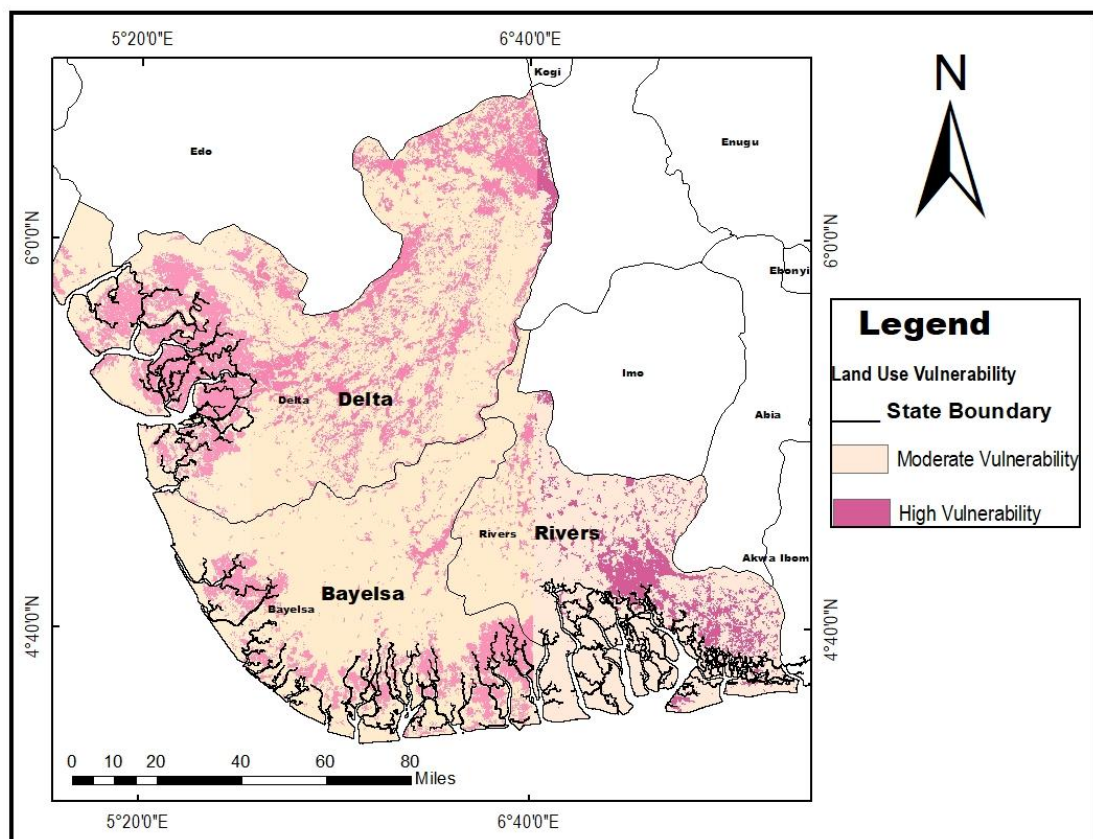 5°20'0"E 6°40'0"E
Kogi
N
Edo
Enugu
6°0'0"N 6°0'0"N
Ebonyi
Legend
Land Use Vulnerability
State Boundary
Moderate Vulnerability
High Vulnerability
Imo
Delta Delta
Abia
Rivers Rivers
Akwa Ibom
Bayelsa
Bayelsa
4°40'0"N 4°40'0"N
0 10 20 40 60 80
Miles
5°20'0"E 6°40'0"E